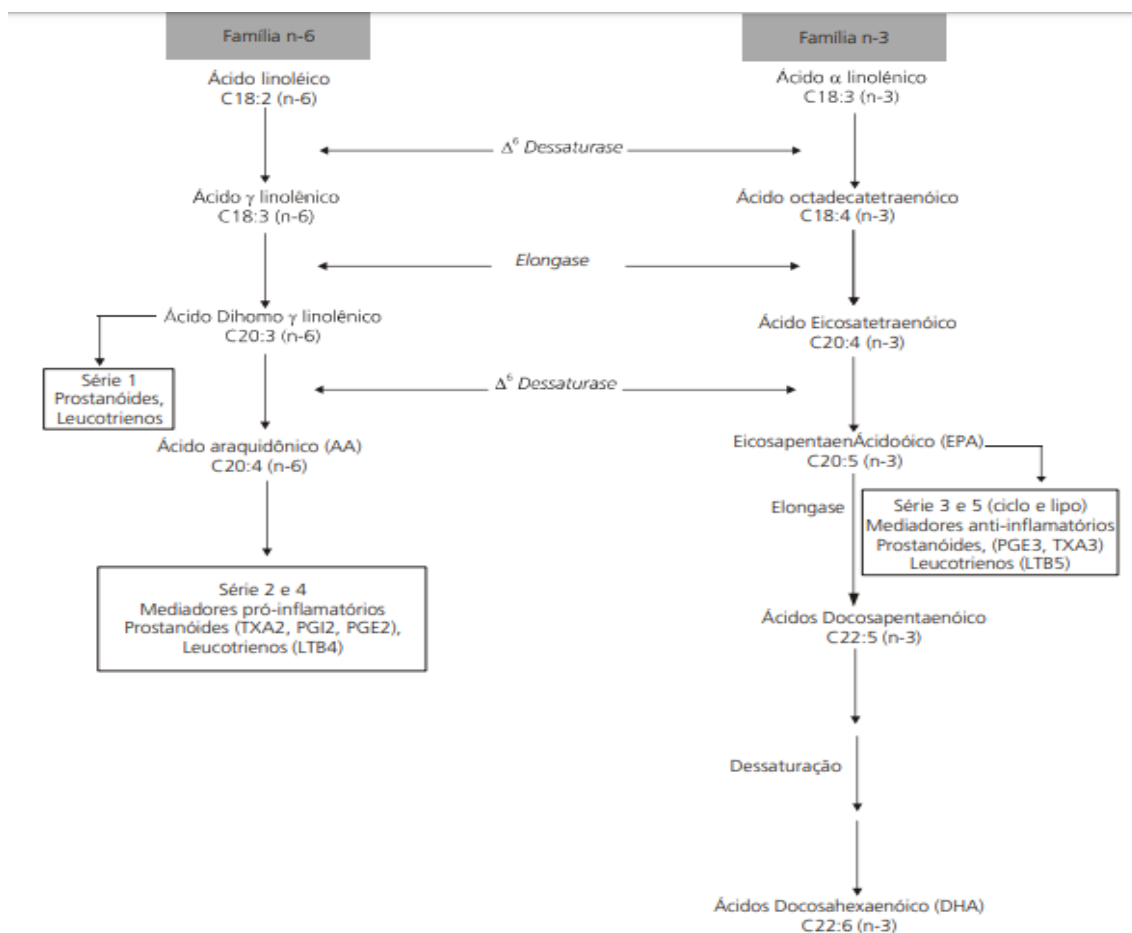 Família n-6
Família n-3
Ácido linoléico
C18:2 (n-6)
Ácido α linolénico
C18:3 (n-3)
Δ⁶ Dessaturase
Ácido γ linolênico
C18:3 (n-6)
Ácido octadecatetraenóico
C18:4 (n-3)
Elongase
Ácido Dihomo γ linolênico
C20:3 (n-6)
Ácido Eicosatetraenóico
C20:4 (n-3)
Série 1
Prostanóides,
Leucotrienos
Δ⁶ Dessaturase
Ácido araquidônico (AA)
C20:4 (n-6)
EicosapentaenÁcidoóico (EPA)
C20:5 (n-3)
Elongase
Série 3 e 5 (ciclo e lipo)
Mediadores anti-inflamatórios
Prostanóides, (PGE3, TXA3)
Leucotrienos (LTB5)
Série 2 e 4
Mediadores pró-inflamatórios
Prostanóides (TXA2, PGI2, PGE2),
Leucotrienos (LTB4)
Ácidos Docosapentaenóico
C22:5 (n-3)
Dessaturação
Ácidos Docosahexaenóico (DHA)
C22:6 (n-3)